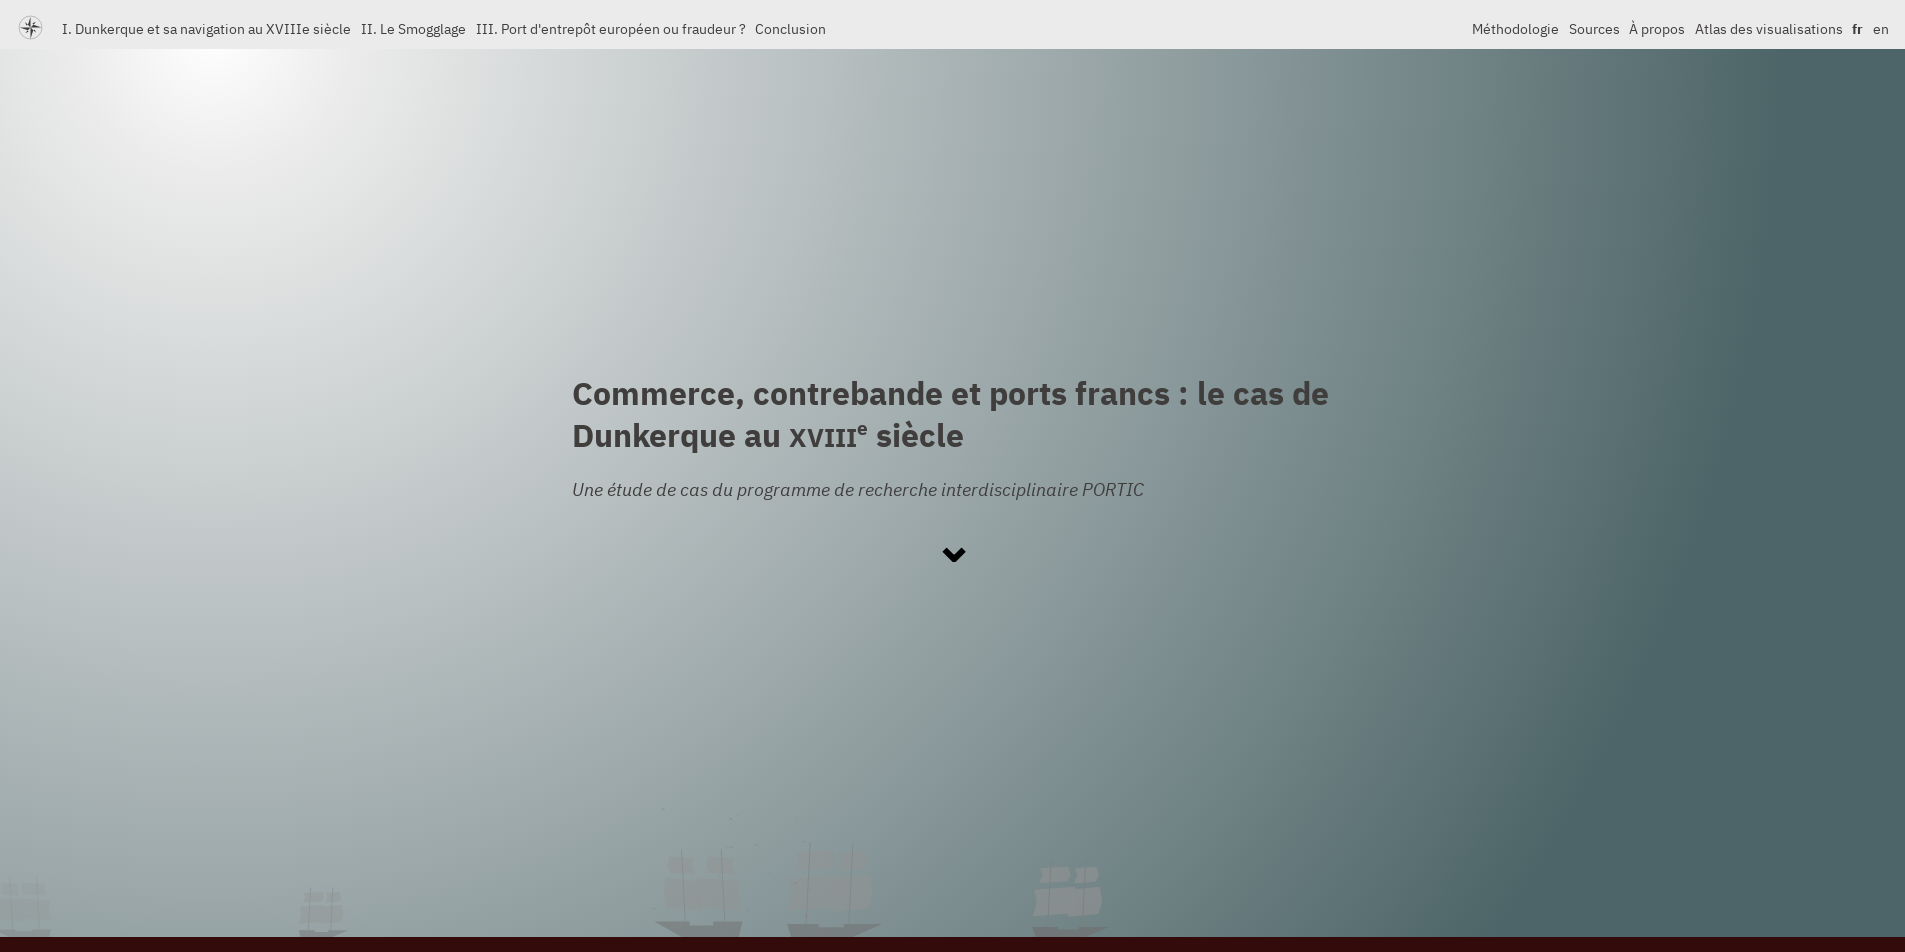 I. Dunkerque et sa navigation au XVIIIe siècle II. Le Smogglage III. Port d'entrepôt européen ou fraudeur ? Conclusion
Méthodologie Sources À propos Atlas des visualisations fr en
Commerce, contrebande et ports francs : le cas de
Dunkerque au XVIIIe siècle
Une étude de cas du programme de recherche interdisciplinaire PORTIC